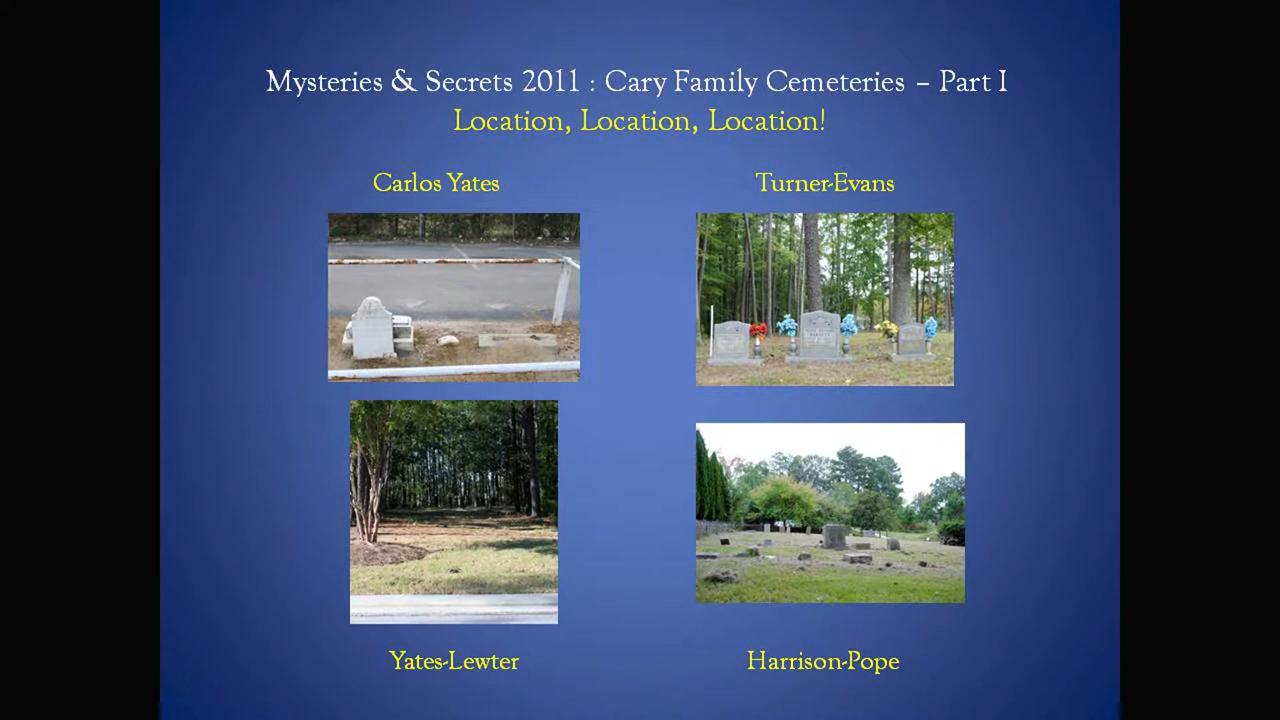 Mysteries & Secrets 2011 : Cary Family Cemeteries – Part I
Location, Location, Location!
Carlos Yates
Turner-Evans
Yates-Lewter
Harrison-Pope